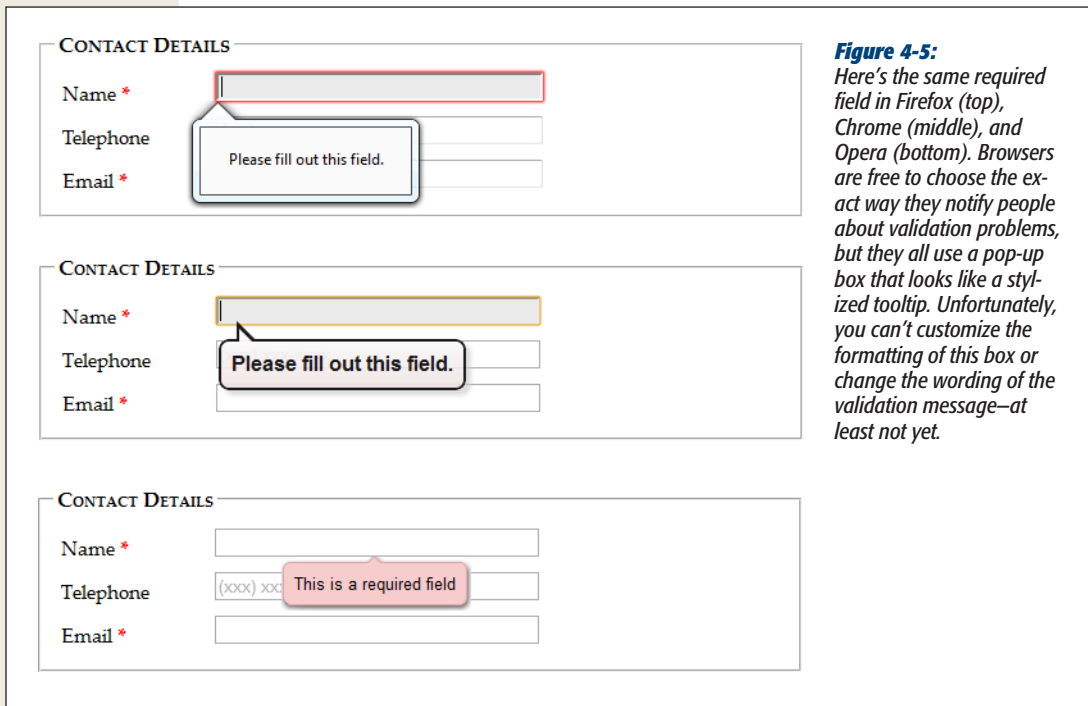 CONTACT DETAILS
Name *
Telephone
Email *
Please fill out this field.
CONTACT DETAILS
Name *
Telephone
Email *
Please fill out this field.
CONTACT DETAILS
Name *
Telephone
(xxx) xx
Email *
This is a required field
Figure 4-5:
Here's the same required
field in Firefox (top),
Chrome (middle), and
Opera (bottom). Browsers
are free to choose the ex-
act way they notify people
about validation problems,
but they all use a pop-up
box that looks like a styl-
ized tooltip. Unfortunately,
you can't customize the
formatting of this box or
change the wording of the
validation message—at
least not yet.